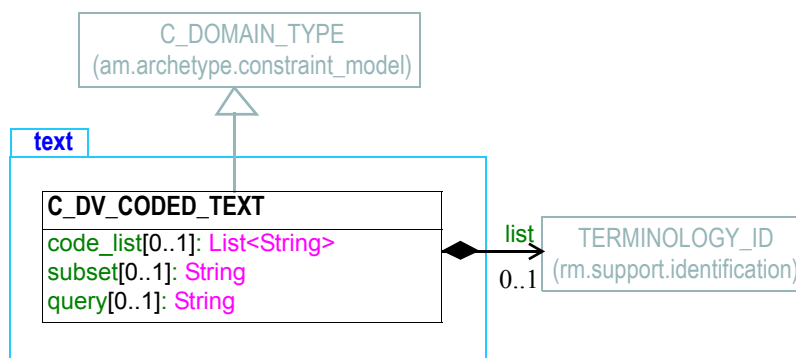 C_DOMAIN_TYPE
(am.archetype.constraint_model)
text
C_DV_CODED_TEXT
code_list[0..1]: List<String>
subset[0..1]: String
query[0..1]: String
list
0..1
TERMINOLOGY_ID
(rm.support.identification)